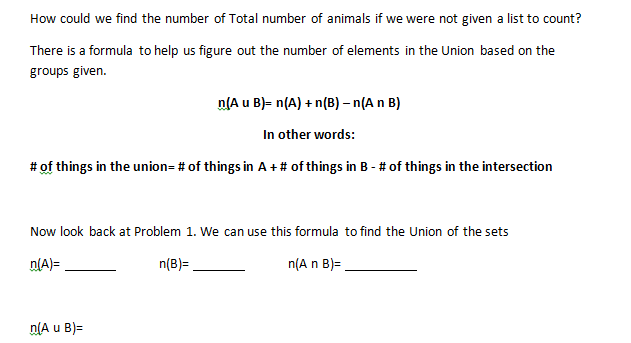 How could we find the number of Total number of animals if we were not given a list to count?
There is a formula to help us figure out the number of elements in the Union based on the
groups given.
n(A u B)= n(A) + n(B) – n(A n B)
In other words:
# of things in the union= # of things in A + # of things in B - # of things in the intersection
Now look back at Problem 1. We can use this formula to find the Union of the sets
n(A)= ________ n(B)= ________ n(A n B)= ___________
n(A u B)=